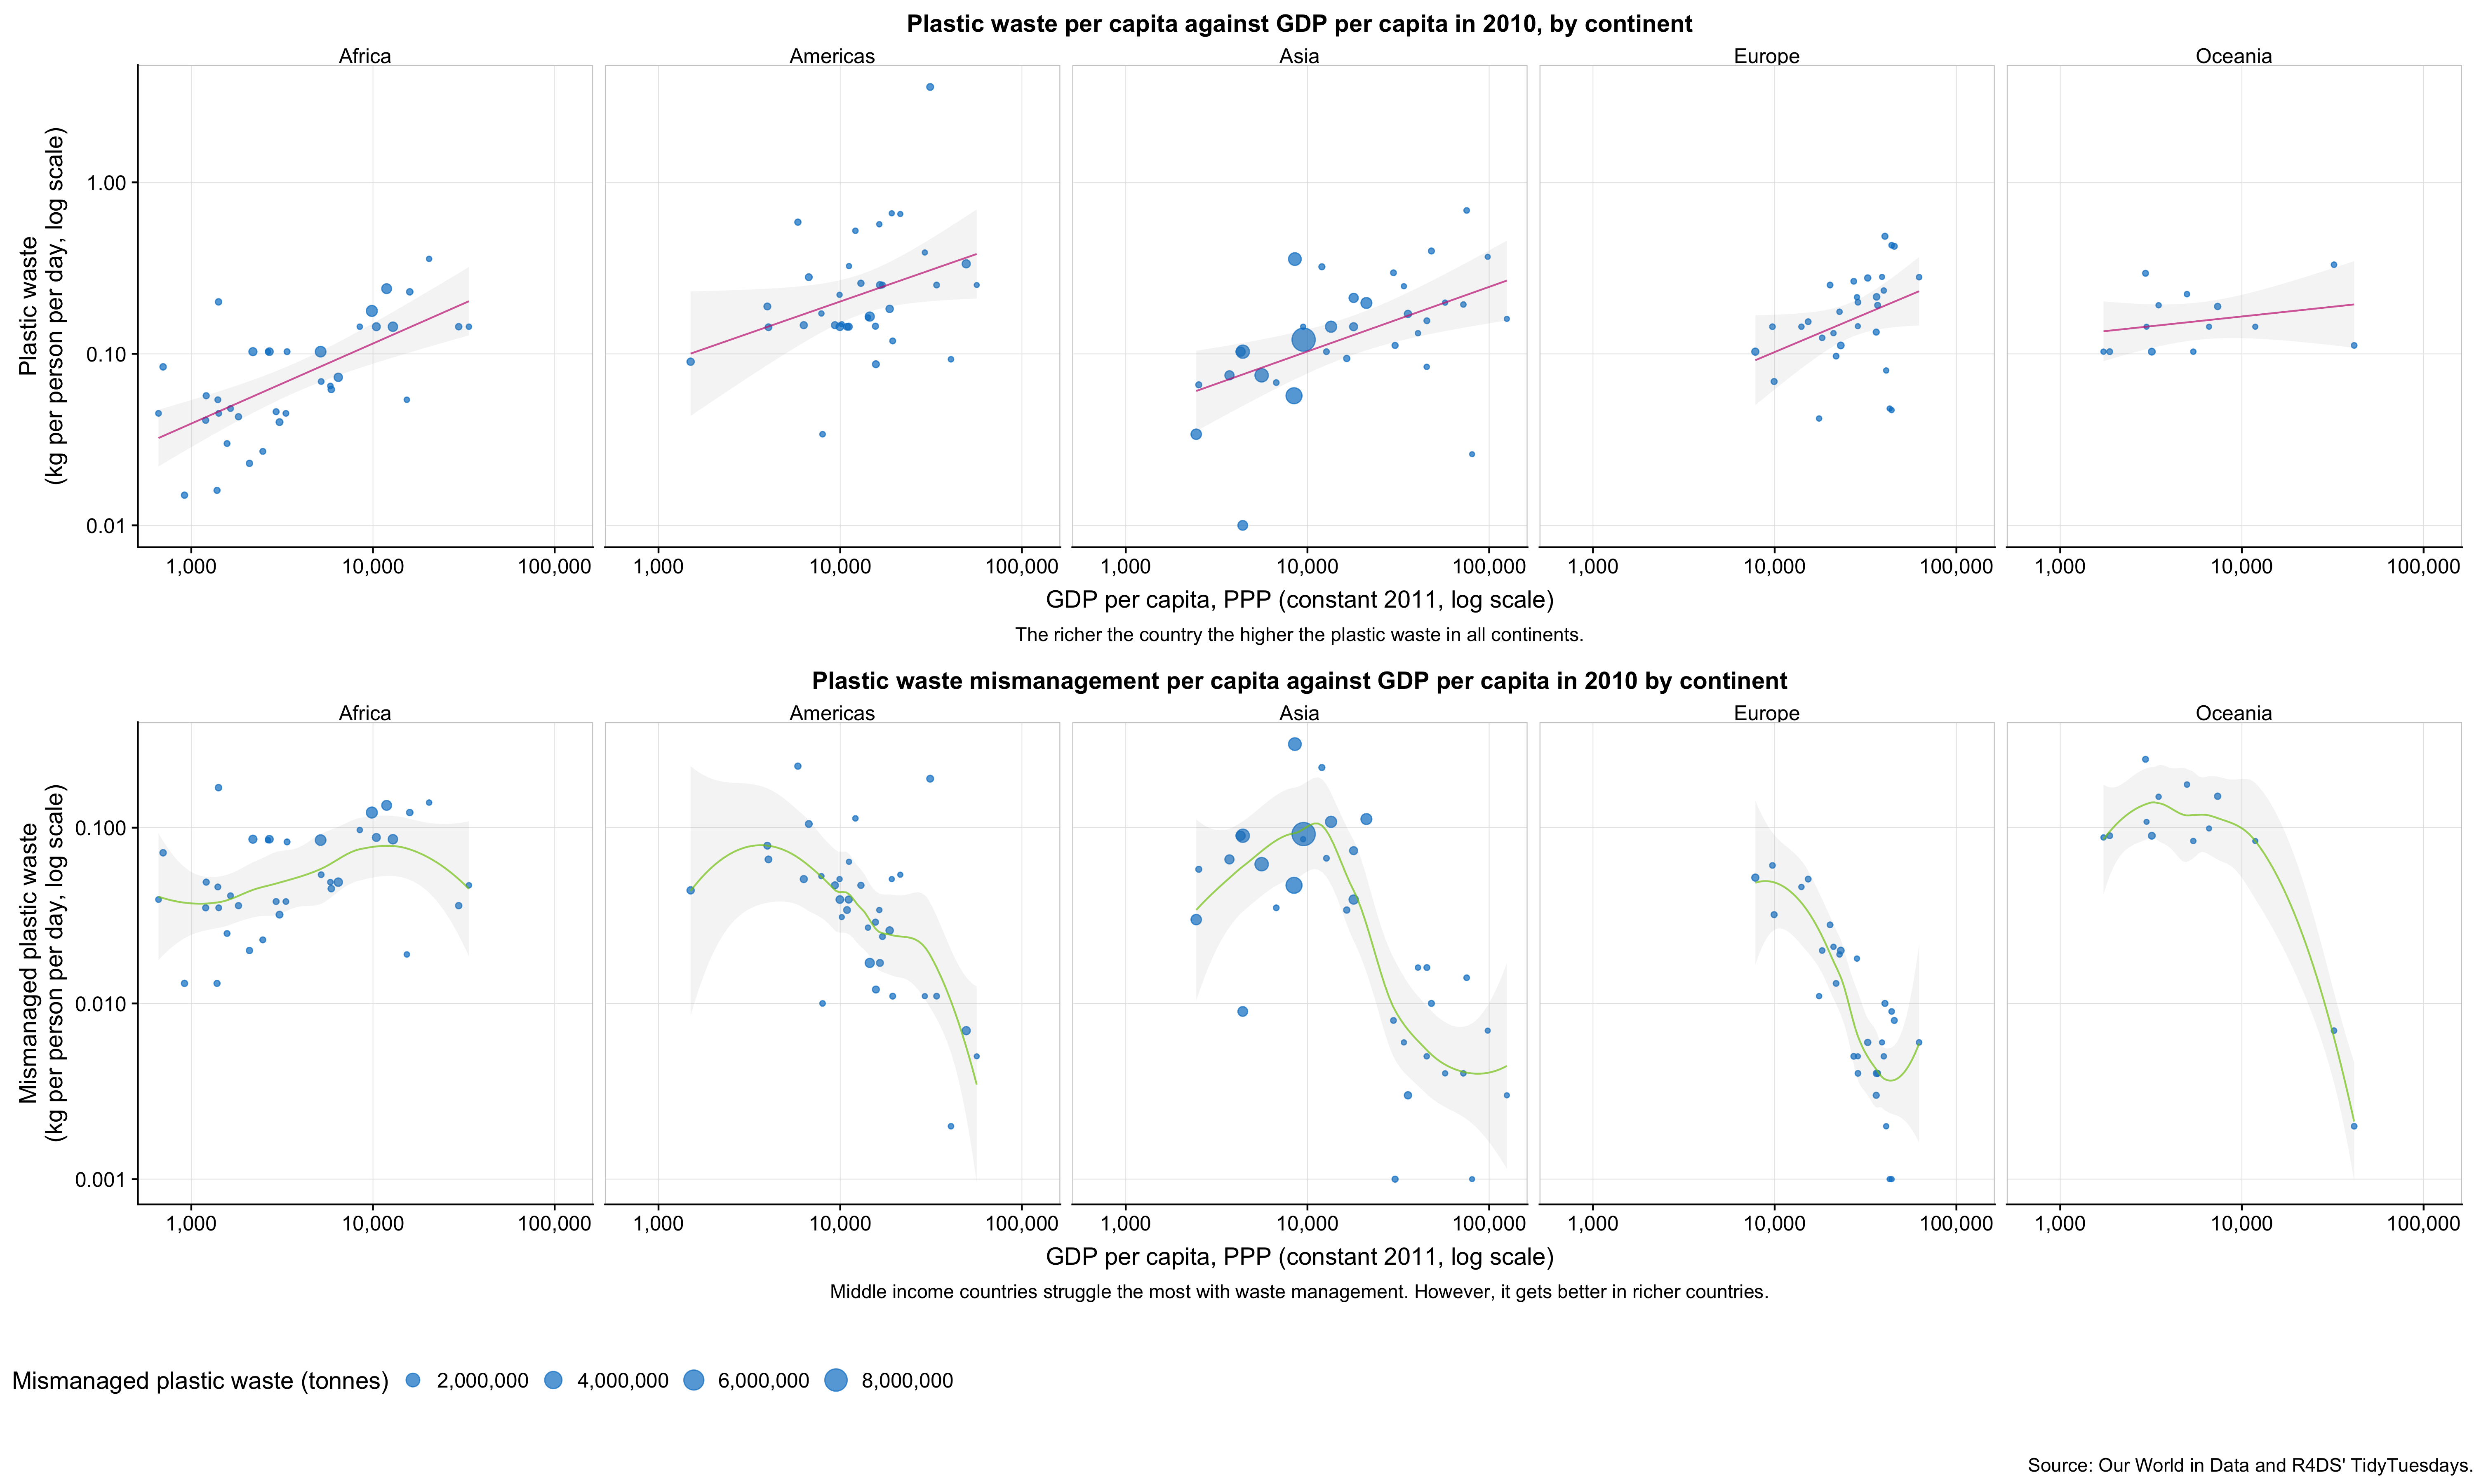 Plastic waste per capita against GDP per capita in 2010, by continent
Africa
Americas
Asia
Europe
Oceania
Plastic waste
(kg per person per day, log scale)
1.00
0.10
0.01
1,000 10,000 100,000
1,000 10,000 100,000
1,000 10,000 100,000
1,000 10,000 100,000
1,000 10,000 100,000
GDP per capita, PPP (constant 2011, log scale)
The richer the country the higher the plastic waste in all continents.
Plastic waste mismanagement per capita against GDP per capita in 2010 by continent
Africa
Americas
Asia
Europe
Oceania
Mismanaged plastic waste
(kg per person per day, log scale)
0.100
0.010
0.001
1,000 10,000 100,000
1,000 10,000 100,000
1,000 10,000 100,000
1,000 10,000 100,000
1,000 10,000 100,000
GDP per capita, PPP (constant 2011, log scale)
Middle income countries struggle the most with waste management. However, it gets better in richer countries.
Mismanaged plastic waste (tonnes) 2,000,000 4,000,000 6,000,000 8,000,000
Source: Our World in Data and R4DS' TidyTuesdays.